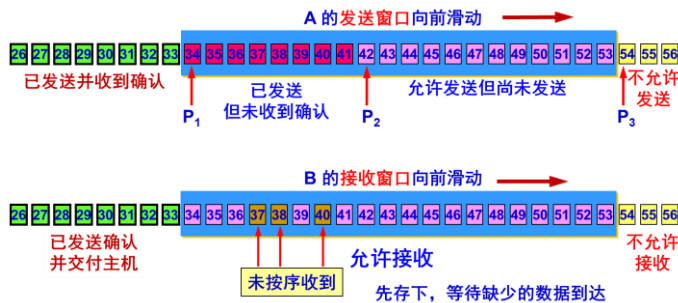 A 的发送窗口向前滑动
26 27 28 29 30 31 32 33 34 35 36 37 38 39 40 41 42 43 44 45 46 47 48 49 50 51 52 53 54 55 56
已发送并收到确认
已发送
但未收到确认
允许发送但尚未发送
不允许
发送
P1
P2
P3
B 的接收窗口向前滑动
26 27 28 29 30 31 32 33 34 35 36 37 38 39 40 41 42 43 44 45 46 47 48 49 50 51 52 53 54 55 56
已发送确认
并交付主机
未按序收到
允许接收
不允许
接收
先存下，等待缺少的数据到达